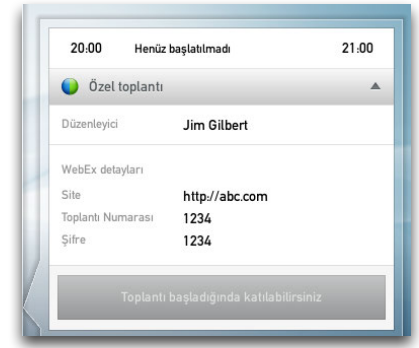 20:00 Henüz başlatılmadı 21:00
Özel toplantı
Düzenleyici Jim Gilbert
WebEx detayları
Site http://abc.com
Toplantı Numarası 1234
Şifre 1234
Toplantı başladığında katılabilirsiniz